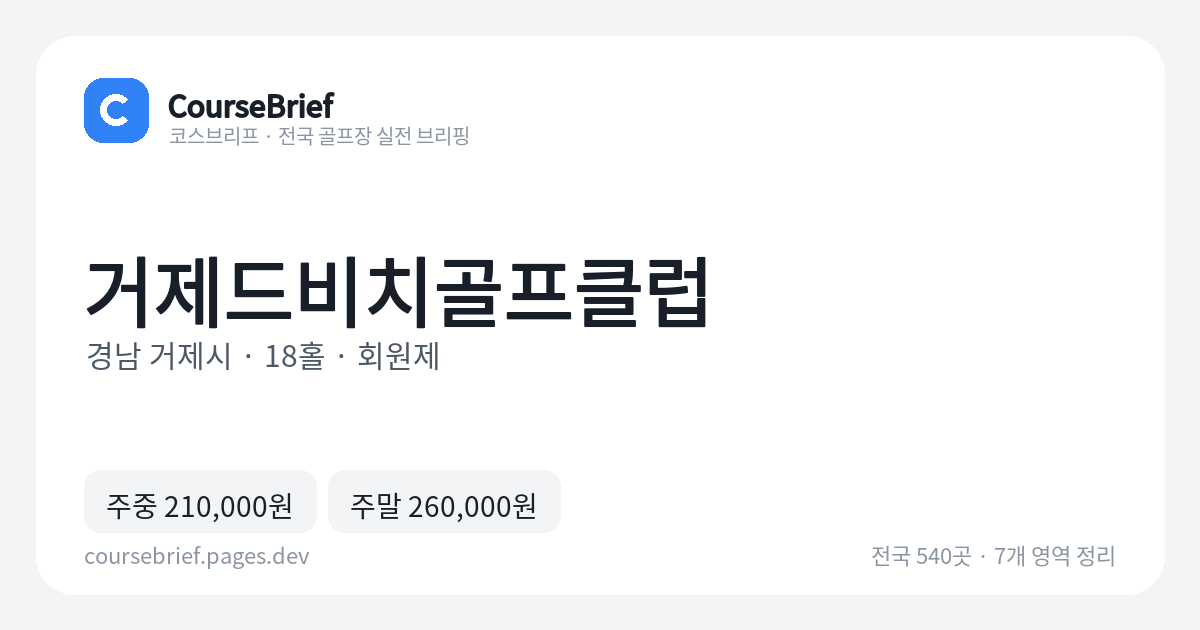 C
CourseBrief
코스브리프 · 전국 골프장 실전 브리핑
거제드비치골프클럽
경남 거제시 · 18홀 · 회원제
주중 210,000원 주말 260,000원
coursebrief.pages.dev 전국 540곳 · 7개 영역 정리